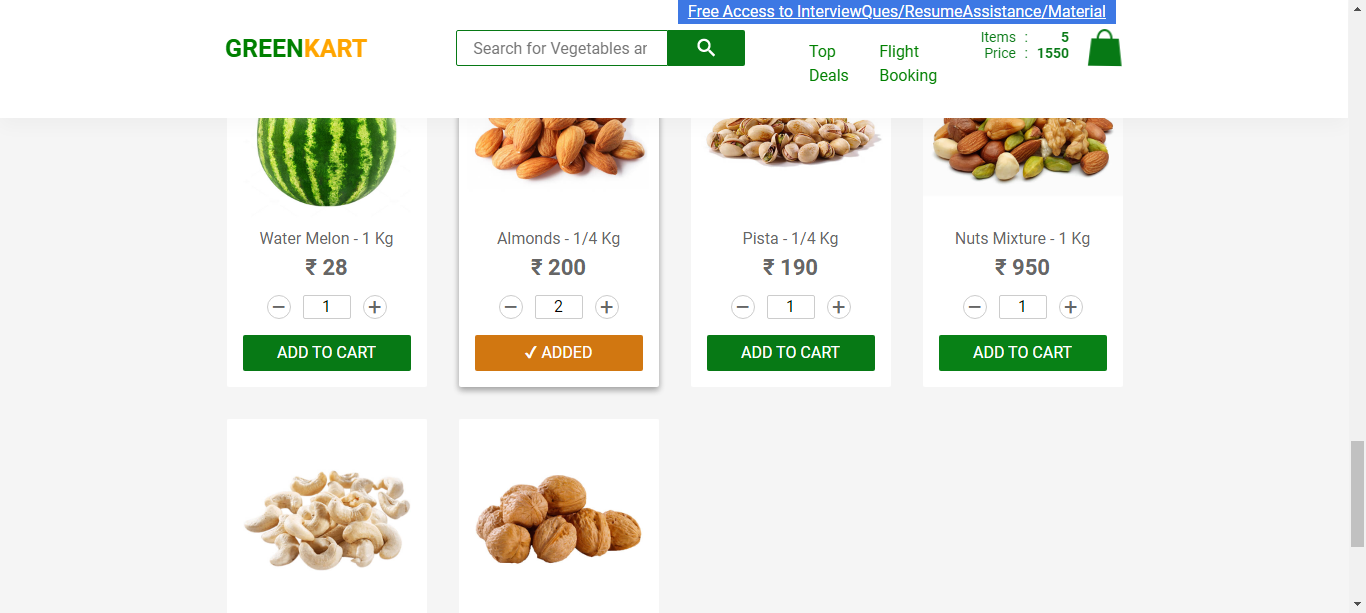 Free Access to InterviewQues/ResumeAssistance/Material
GREENKART
Search for Vegetables ar
Top Deals
Flight Booking
Items : 5
Price : 1550
Water Melon - 1 Kg
₹ 28
1
ADD TO CART
Almonds - 1/4 Kg
₹ 200
2
✓ ADDED
Pista - 1/4 Kg
₹ 190
1
ADD TO CART
Nuts Mixture - 1 Kg
₹ 950
1
ADD TO CART